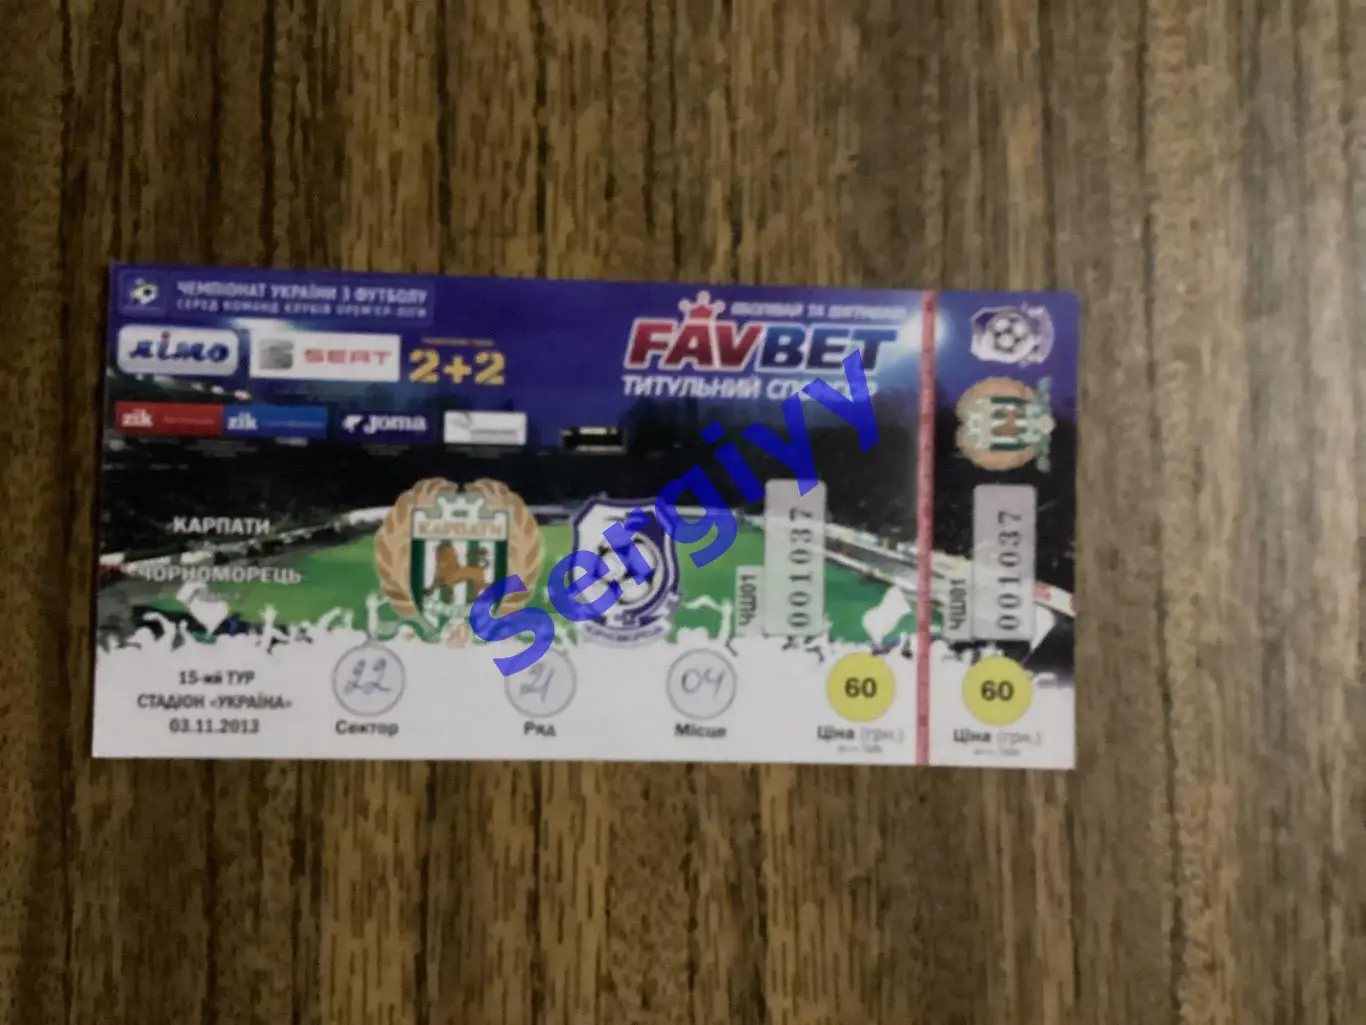 ЧЕМПІОНАТ УКРАЇНИ З ФУТБОЛУ
СЕРЕД КОМАНД КЛУБІВ ПРЕМ'ЄР-ЛІГИ
лімо
SEAT
2+2
FAVBET
ТИТУЛЬНИЙ
zik
zik
Joma
КАРПАТИ
ЧОРНОМОРЕЦЬ
КАРПАТИ
Sergiyy
ЧШ01
001037
ЧШ01
001037
15-ий ТУР
СТАДІОН «УКРАЇНА»
03.11.2013
22
Сектор
Ряд
04
Місце
60
Ціна (грн.)
60
Ціна (грн.)